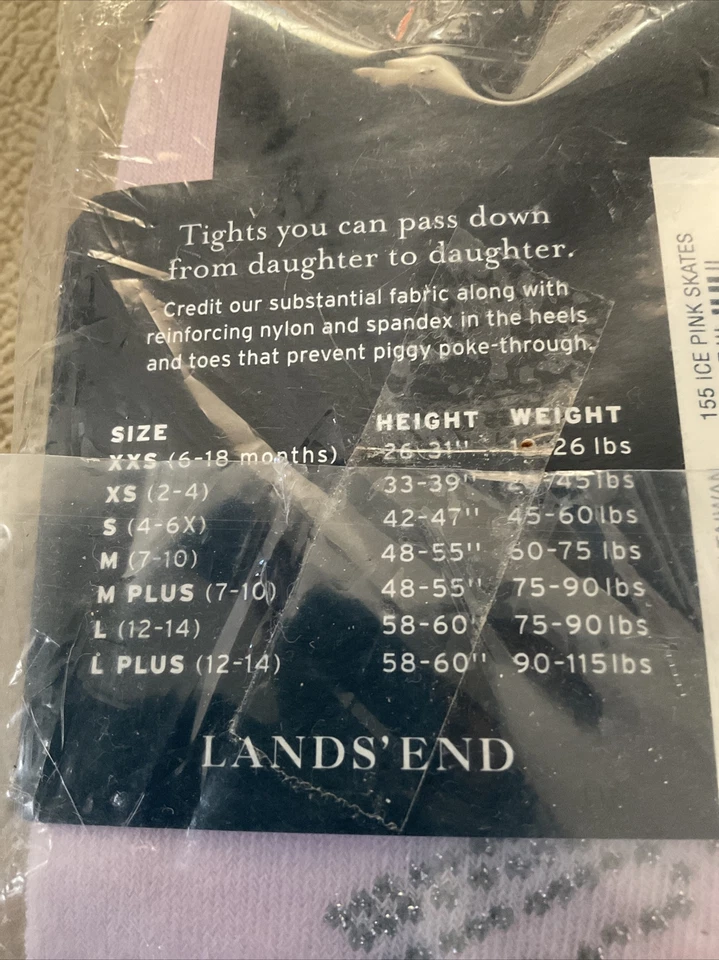 Tights you can pass down
from daughter to daughter.
Credit our substantial fabric along with
reinforcing nylon and spandex in the heels
and toes that prevent piggy poke-through.
SIZE HEIGHT WEIGHT
XXS (6-18 months) 26-31" 26 lbs
XS (2-4) 33-39" 45 lbs
S (4-6X) 42-47" 45-60 lbs
M (7-10) 48-55" 60-75 lbs
M PLUS (7-10) 48-55" 75-90 lbs
L (12-14) 58-60" 75-90 lbs
L PLUS (12-14) 58-60" 90-115 lbs
LANDS' END
155 ICE PINK SKATES